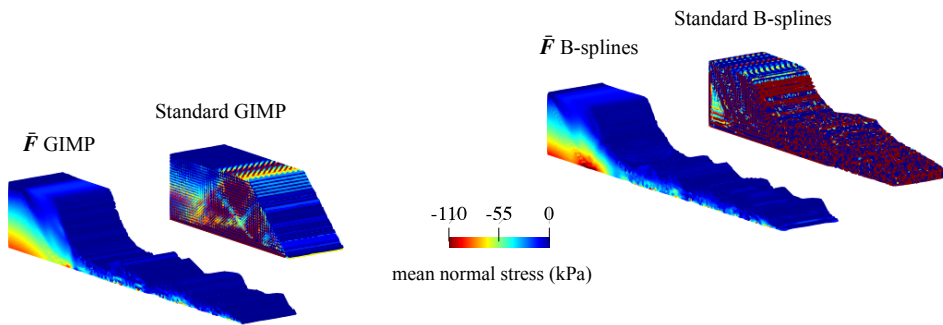 Standard B-splines
F̄ B-splines
Standard GIMP
F̄ GIMP
-110 -55 0
mean normal stress (kPa)